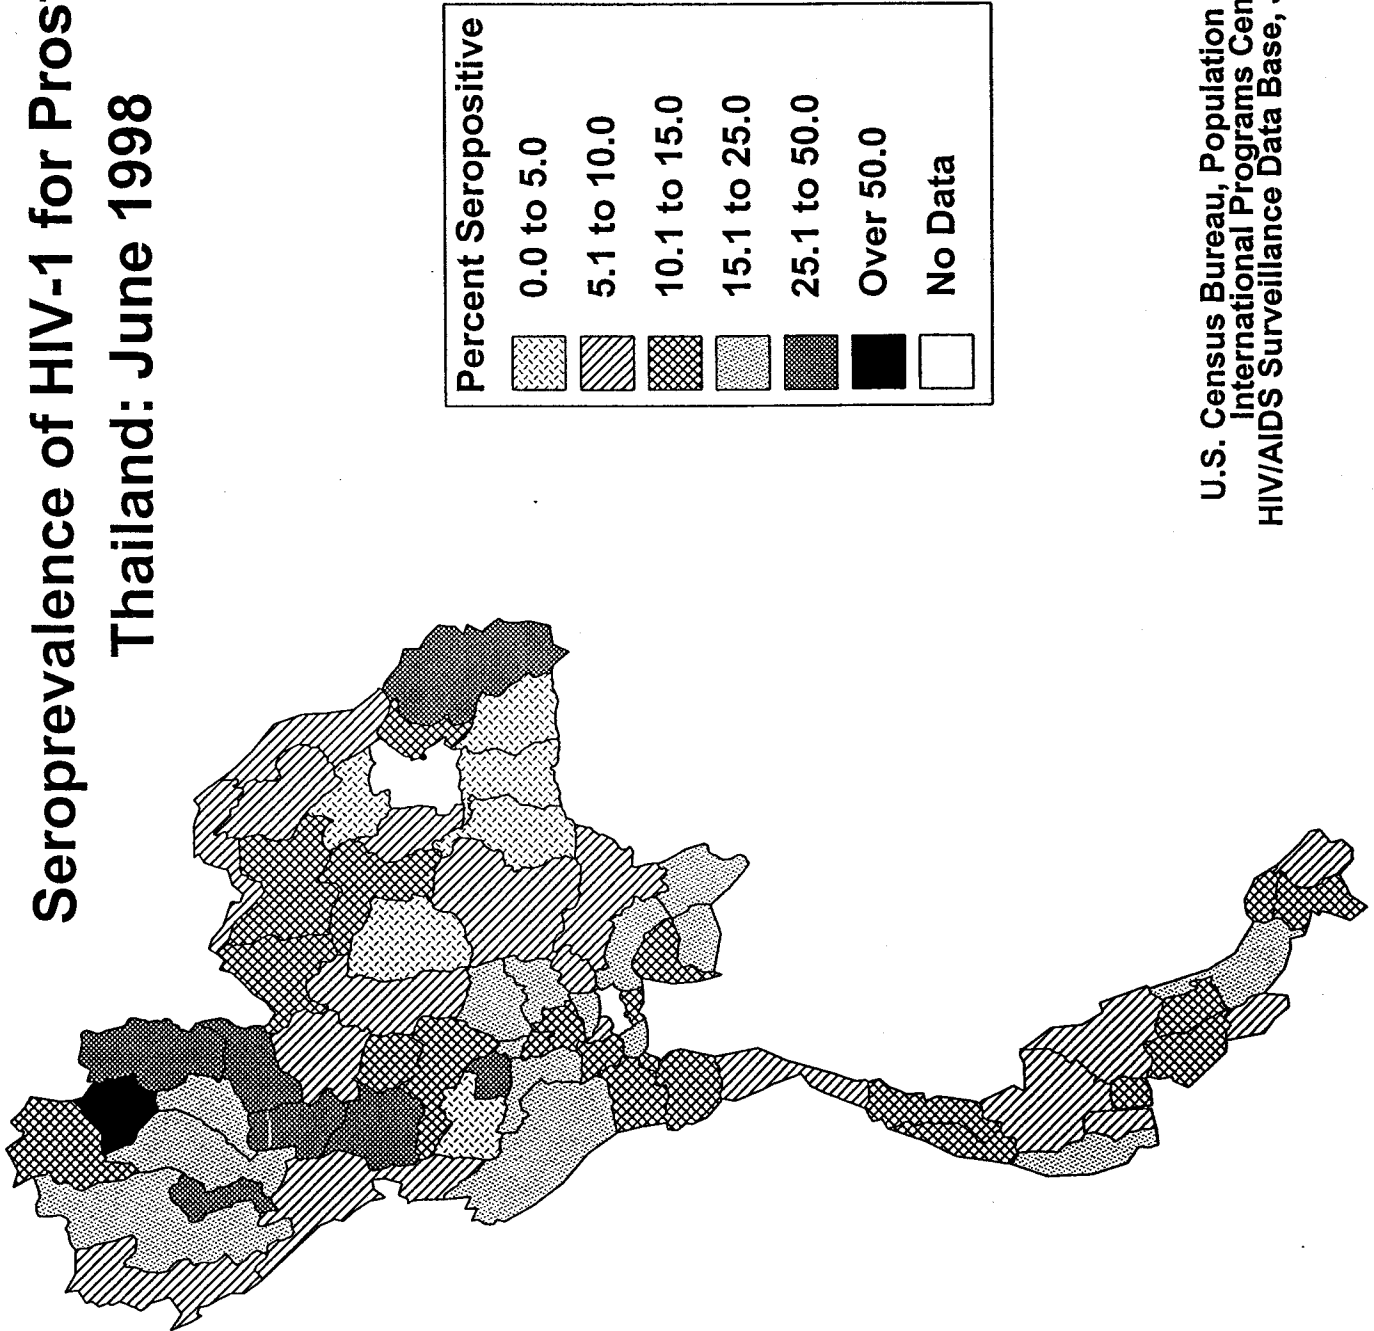 Seroprevalence of HIV-1 for
Thailand: June 1998
Percent Seropositive
0.0 to 5.0
5.1 to 10.0
10.1 to 15.0
15.1 to 25.0
25.1 to 50.0
Over 50.0
No Data
U.S. Census Bureau, Population
International Programs
HIV/AIDS Surveillance Data Base,